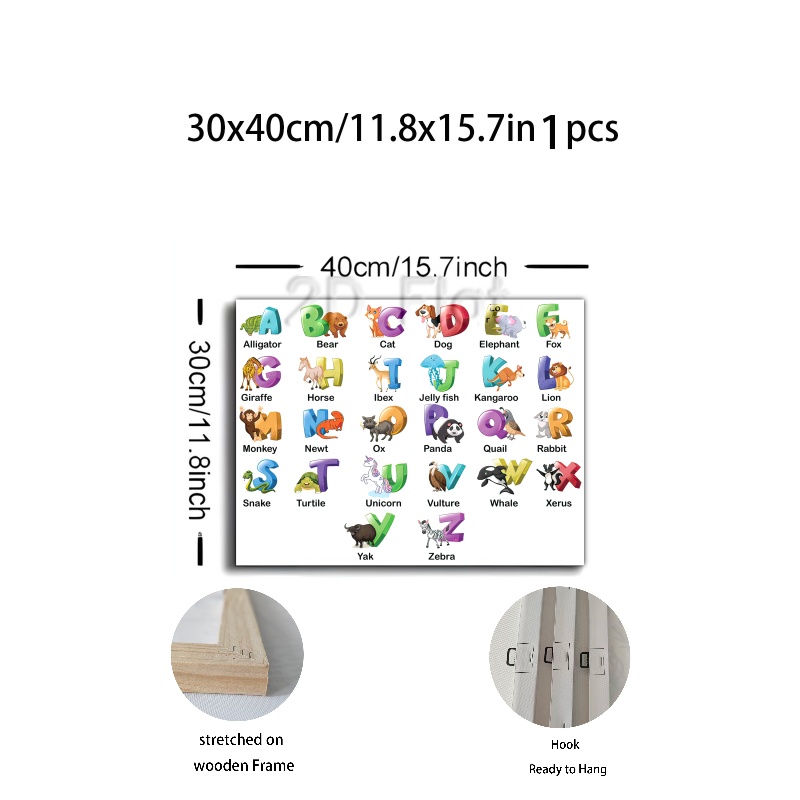 30x40cm/11.8x15.7in 1 pcs
40cm/15.7inch
2D Flat
30cm/11.8inch
A B C D E F
Alligator Bear Cat Dog Elephant Fox
G H I J K L
Giraffe Horse Ibex Jelly fish Kangaroo Lion
M N O P Q R
Monkey Newt Ox Panda Quail Rabbit
S T U V W X
Snake Turtile Unicorn Vulture Whale Xerus
Y Z
Yak Zebra
stretched on
wooden Frame
Hook
Ready to Hang